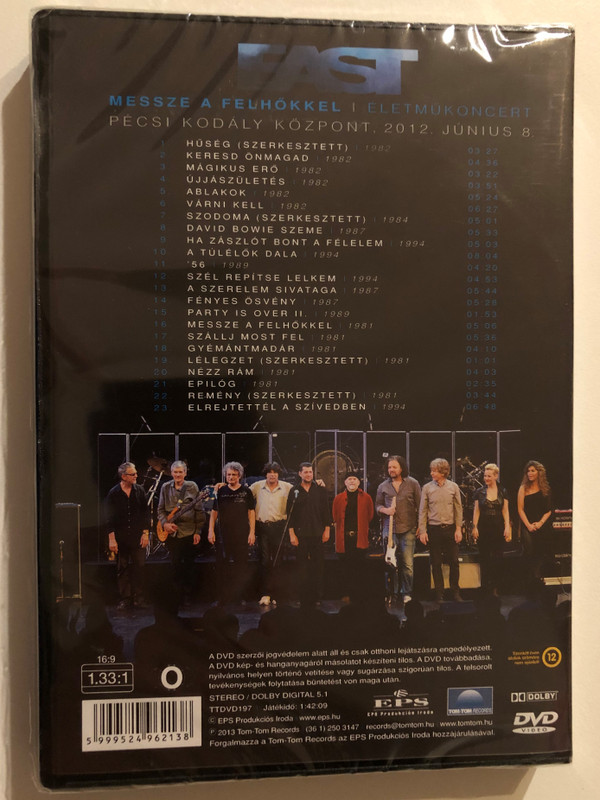 EAST
MESSZE A FELHŐKKEL | ÉLETMŰKONCERT
PÉCSI KODÁLY KÖZPONT, 2012. JÚNIUS 8.
1 HŰSÉG (SZERKESZTETT) | 1982 03:27
2 KERESD ÖNMAGAD | 1982 04:36
3 MÁGIKUS ERŐ | 1982 03:22
4 ÚJJÁSZÜLETÉS | 1982 03:51
5 ABLAKOK | 1982 05:24
6 VÁRNI KELL | 1982 06:27
7 SZODOMA (SZERKESZTETT) | 1984 05:01
8 DAVID BOWIE SZEME | 1987 05:33
9 HA ZÁSZLÓT BONT A FÉLELEM | 1994 05:03
10 A TÚLÉLŐK DALA | 1994
11 '56 | 1989 04:20
12 SZÉL REPÍTSE LELKEM | 1994 04:53
13 A SZERELEM SIVATAGA | 1987 05:44
14 FÉNYES ÖSVÉNY | 1987 05:28
15 PARTY IS OVER II. | 1989 01:53
16 MESSZE A FELHŐKKEL | 1981 05:06
17 SZÁLLJ MOST FEL | 1981 05:36
18 GYÉMÁNTMADÁR | 1981 04:10
19 LÉLEGZET (SZERKESZTETT) | 1981 01:01
20 NÉZZ RÁM | 1981 04:03
21 EPILÓG | 1981 02:35
22 REMÉNY (SZERKESZTETT) | 1981 03:44
23 ELREJTETTÉL A SZÍVEDBEN | 1994 06:46
16:9
1.33:1
O
A DVD szerzői jogvédelem alatt áll és csak otthoni lejátszásra engedélyezett.
A DVD kép- és hanganyagáról másolatot készíteni tilos. A DVD továbbadása,
nyilvános helyen történő vetítése vagy sugárzása szigorúan tilos. A felsorolt
tevékenységek folytatása büntetést von maga után.
12
STEREO / DOLBY DIGITAL 5.1
TTDVD197 | Játékidő: 1:42:09
© EPS Produkciós Iroda · www.eps.hu
℗ 2013 Tom-Tom Records (36 1) 250 3147 · records@tomtom.hu · www.tomtom.hu
Forgalmazza a Tom-Tom Records az EPS Produkciós Iroda hozzájárulásával.
EPS
EPS Produkciós Iroda
TOM-TOM RECORDS
DOLBY
DVD
VIDEO
5 999524 962138